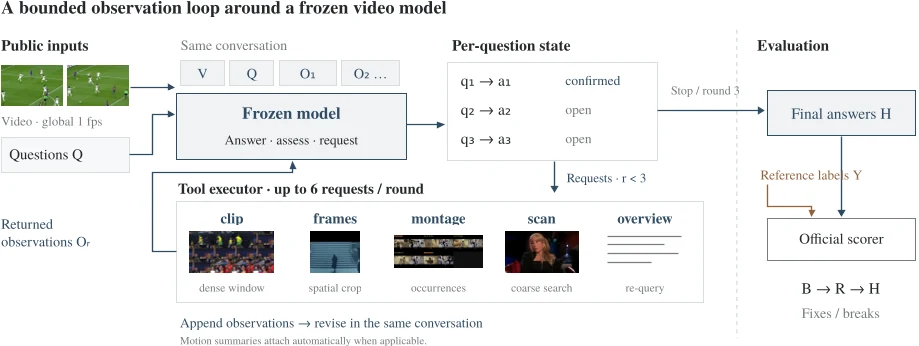 A bounded observation loop around a frozen video model
Public inputs
Same conversation
Per-question state
Evaluation
V
Q
O₁
O₂ …
Video · global 1 fps
Questions Q
Frozen model
Answer · assess · request
q₁ → a₁ confirmed
q₂ → a₂ open
q₃ → a₃ open
Stop / round 3
Final answers H
Requests · r < 3
Reference labels Y
Official scorer
B → R → H
Fixes / breaks
Returned
observations Oᵣ
Tool executor · up to 6 requests / round
clip
frames
montage
scan
overview
dense window
spatial crop
occurrences
coarse search
re-query
Append observations → revise in the same conversation
Motion summaries attach automatically when applicable.